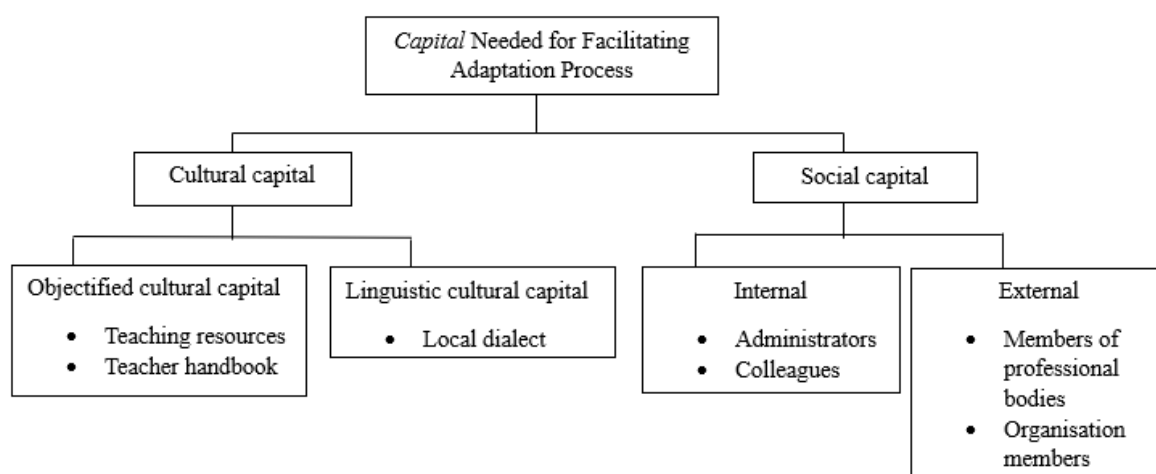 Capital Needed for Facilitating
Adaptation Process
Cultural capital
Social capital
Objectified cultural capital
• Teaching resources
• Teacher handbook
Linguistic cultural capital
• Local dialect
Internal
• Administrators
• Colleagues
External
• Members of
professional
bodies
• Organisation
members